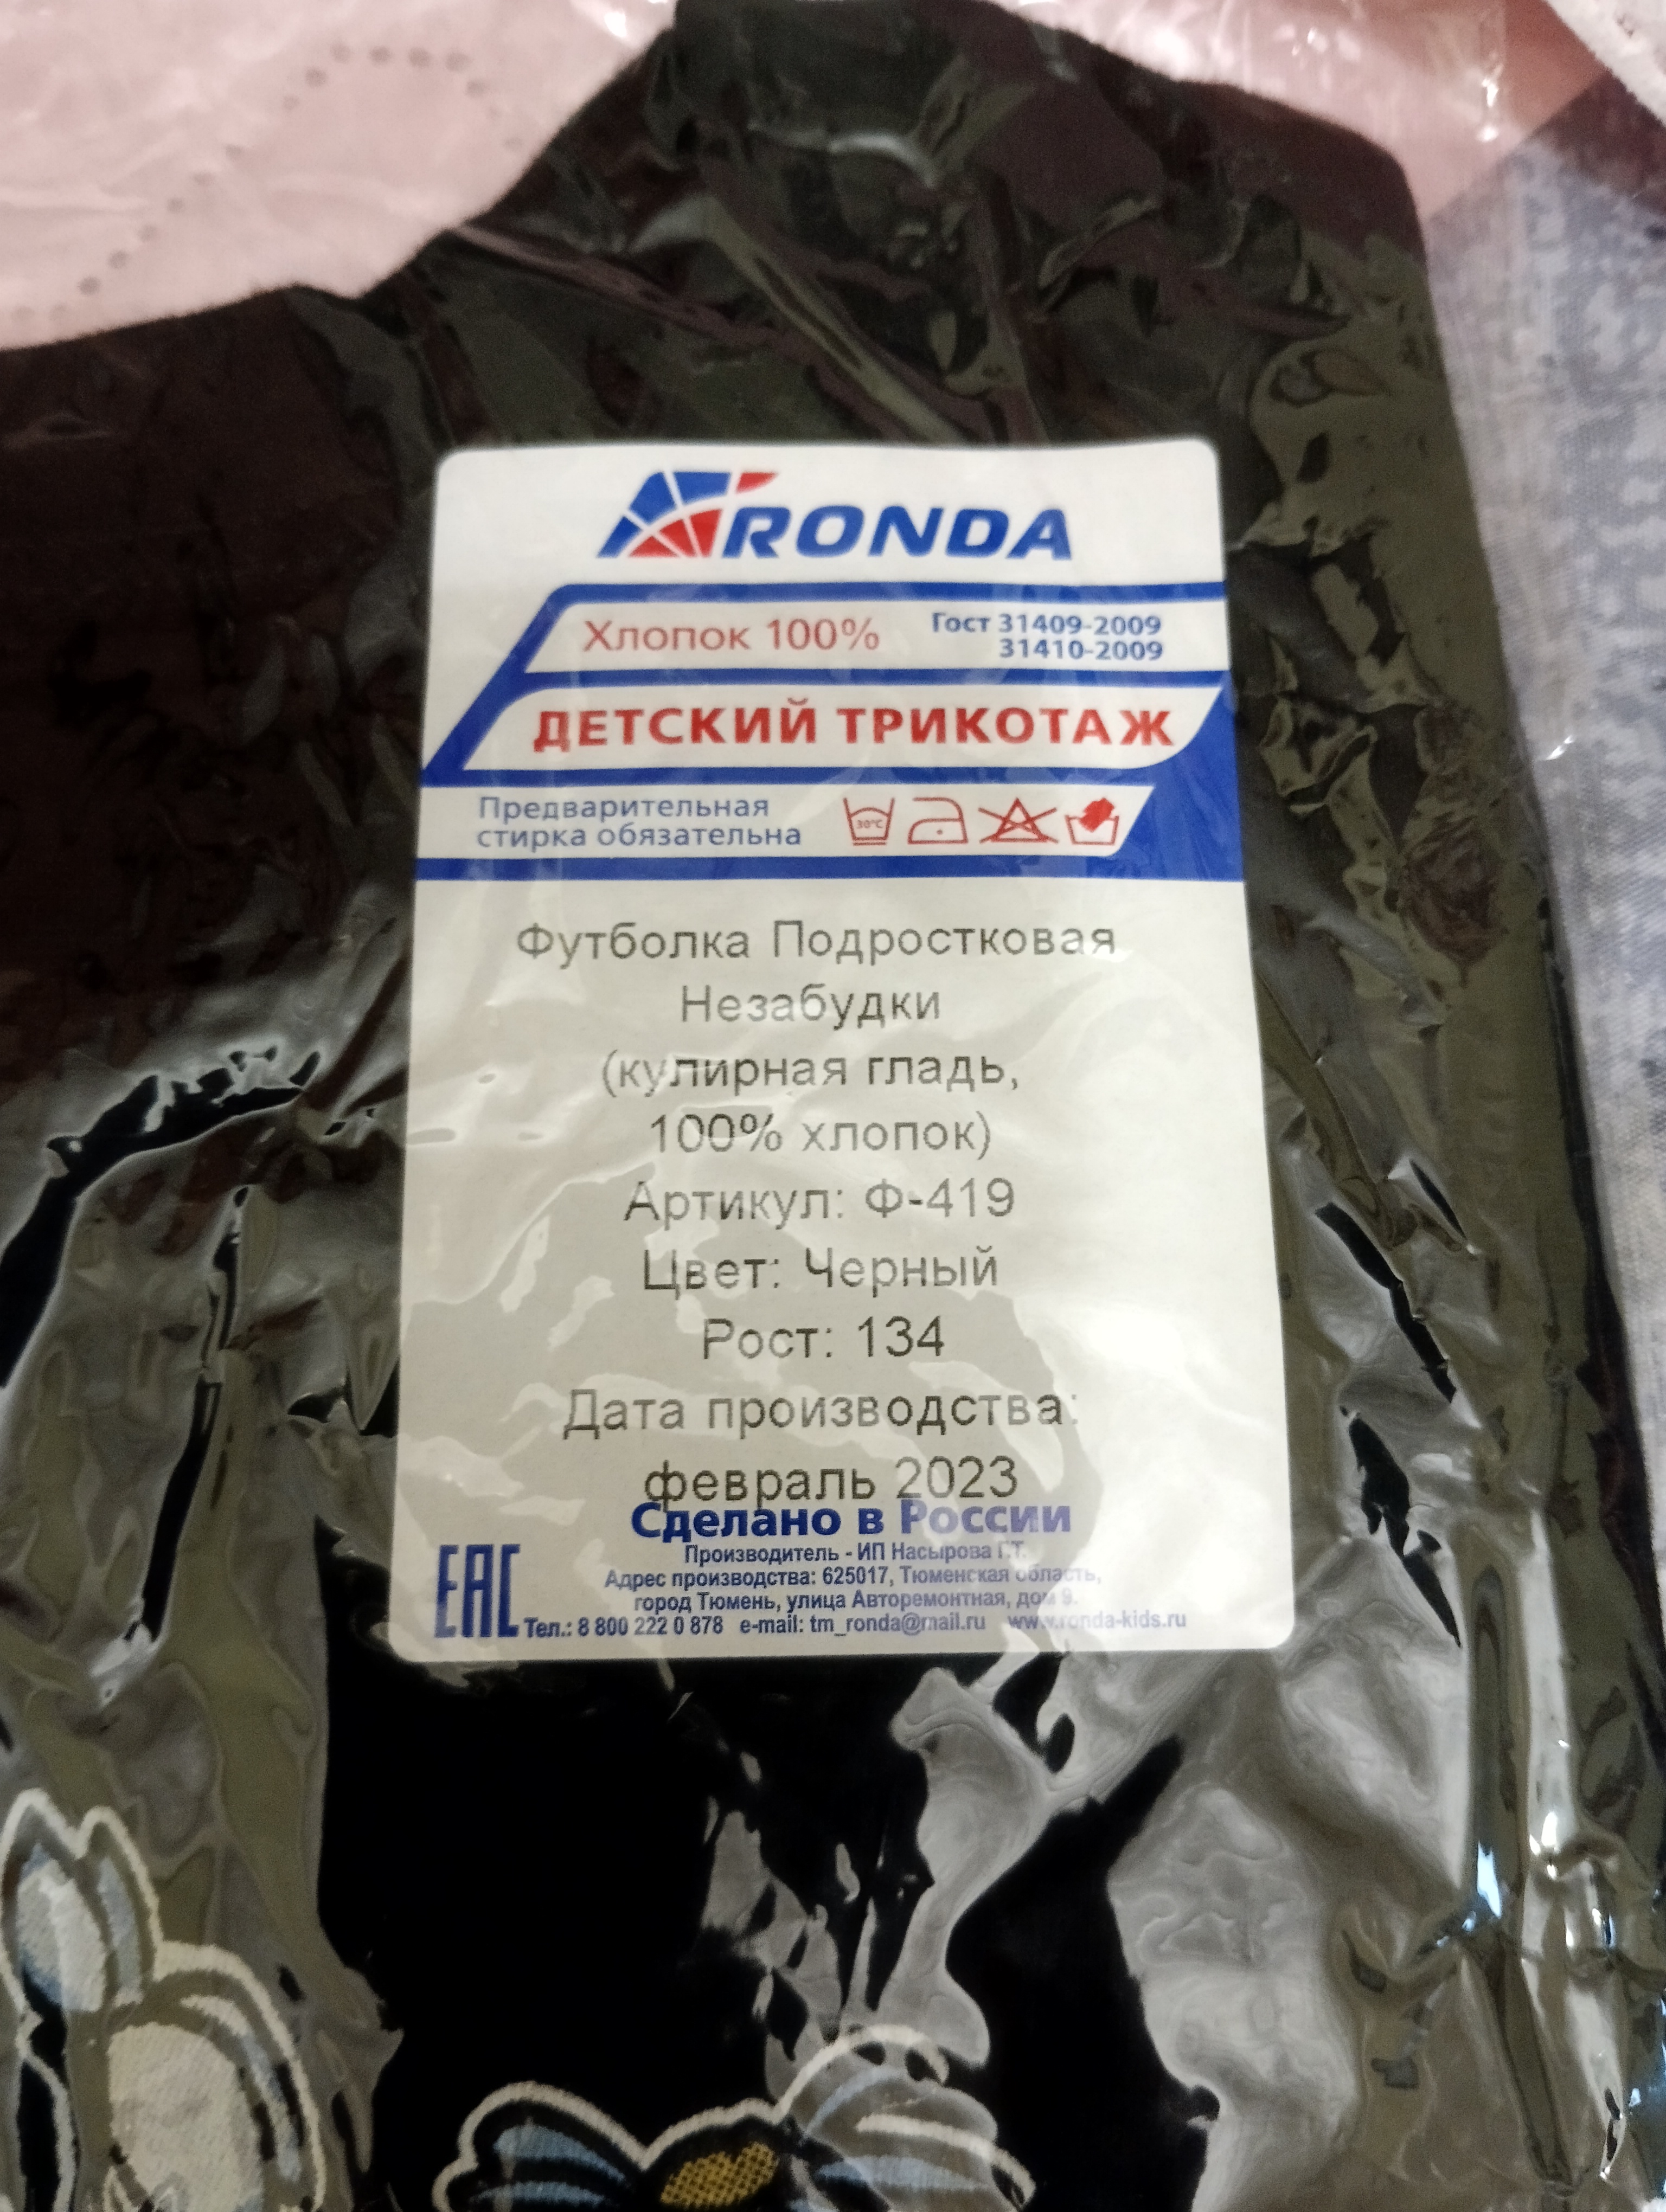 RONDA
Хлопок 100%
Гост 31409-2009
31410-2009
ДЕТСКИЙ ТРИКОТАЖ
Предварительная
стирка обязательна
30°C
Футболка Подростковая
Незабудки
(кулирная гладь,
100% хлопок)
Артикул: Ф-419
Цвет: Черный
Рост: 134
Дата производства:
февраль 2023
Сделано в России
Производитель - ИП Насырова Г.Т.
Адрес производства: 625017, Тюменская область,
город Тюмень, улица Авторемонтная, дом 9.
EAC Тел.: 8 800 222 0 878 e-mail: tm_ronda@mail.ru www.ronda-kids.ru